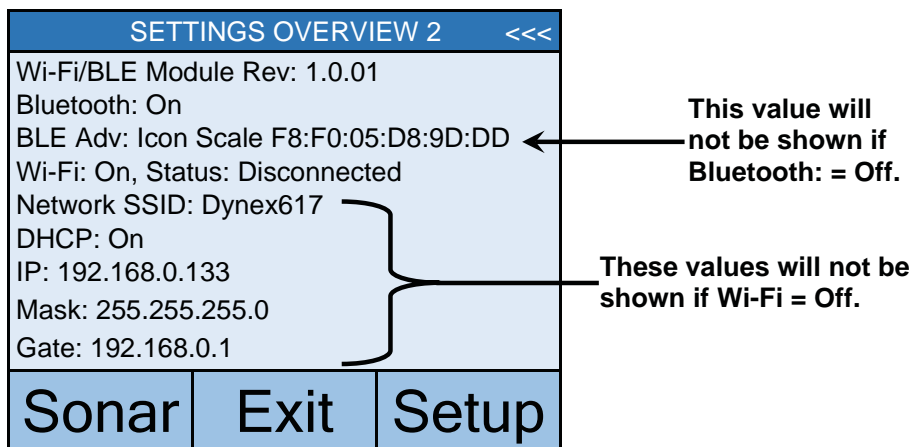 SETTINGS OVERVIEW 2 <<<
Wi-Fi/BLE Module Rev: 1.0.01
Bluetooth: On
BLE Adv: Icon Scale F8:F0:05:D8:9D:DD
Wi-Fi: On, Status: Disconnected
Network SSID: Dynex617
DHCP: On
IP: 192.168.0.133
Mask: 255.255.255.0
Gate: 192.168.0.1
Sonar Exit Setup
This value will
not be shown if
Bluetooth: = Off.
These values will not be
shown if Wi-Fi = Off.